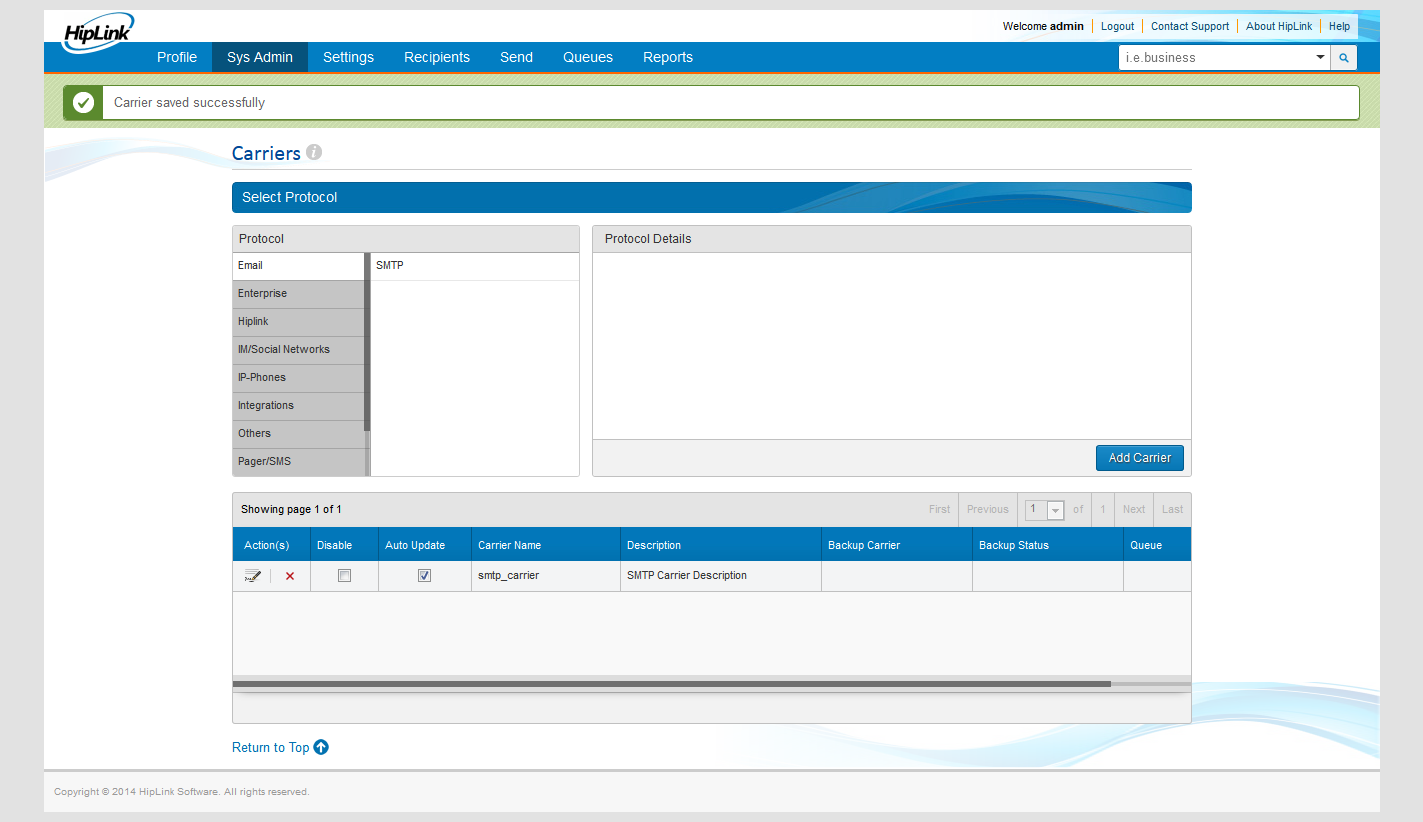 HipLink
Welcome admin Logout Contact Support About HipLink Help
Profile Sys Admin Settings Recipients Send Queues Reports i.e.business
Carrier saved successfully
Carriers i
Select Protocol
Protocol
Protocol Details
Email SMTP
Enterprise
Hiplink
IM/Social Networks
IP-Phones
Integrations
Others
Pager/SMS
Add Carrier
Showing page 1 of 1 First Previous 1 of 1 Next Last
Action(s) Disable Auto Update Carrier Name Description Backup Carrier Backup Status Queue
smtp_carrier SMTP Carrier Description
Return to Top
Copyright © 2014 HipLink Software. All rights reserved.